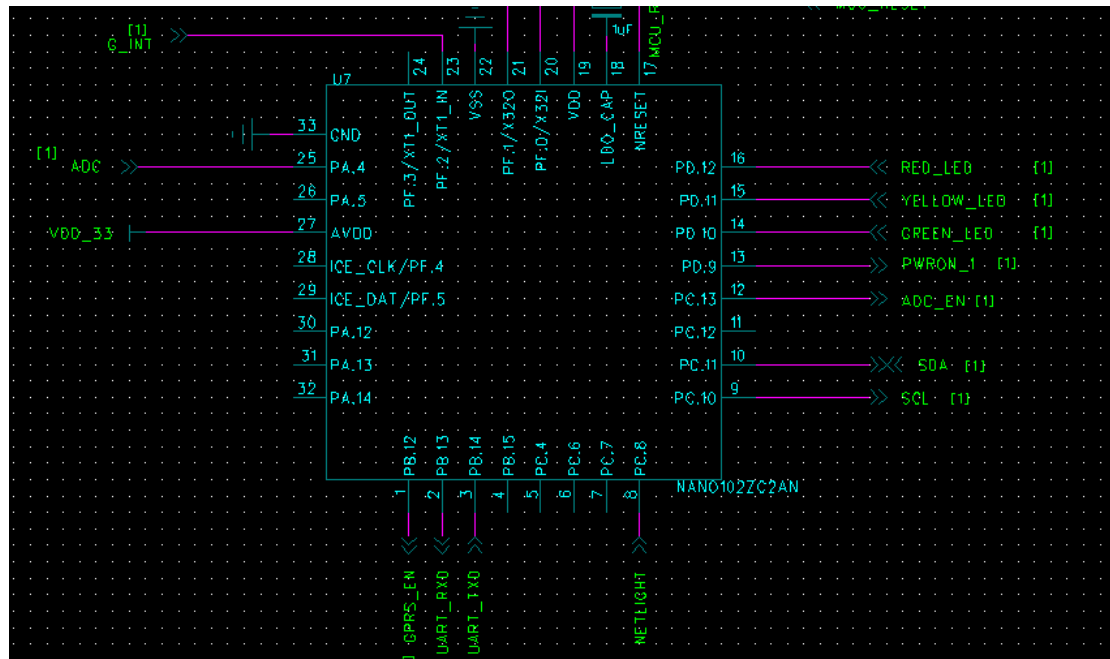 MCU_RESET
[1]
G_INT
1uF
24
23
22
21
20
19
18
17
U7
PF.3/XT1_OUT
PF.2/XT1_IN
VSS
PF.1/X32O
PF.0/X32I
VDD
LDO_CAP
NRESET
33 GND
[1]
ADC
25 PA.4
26 PA.5
VDD_33
27 AVDD
28 ICE_CLK/PF.4
29 ICE_DAT/PF.5
30 PA.12
31 PA.13
32 PA.14
PD.12 16 RED_LED [1]
PD.11 15 YELLOW_LED [1]
PD.10 14 GREEN_LED [1]
PD.9 13 PWRON_1 [1]
PC.13 12 ADC_EN [1]
PC.12 11
PC.11 10 SDA [1]
PC.10 9 SCL [1]
PB.12
PB.13
PB.14
PB.15
PC.4
PC.6
PC.7
PC.8
NANO102ZC2AN
1
2
3
4
5
6
7
8
GPRS_EN
UART_RXD
UART_TXD
NETLIGHT